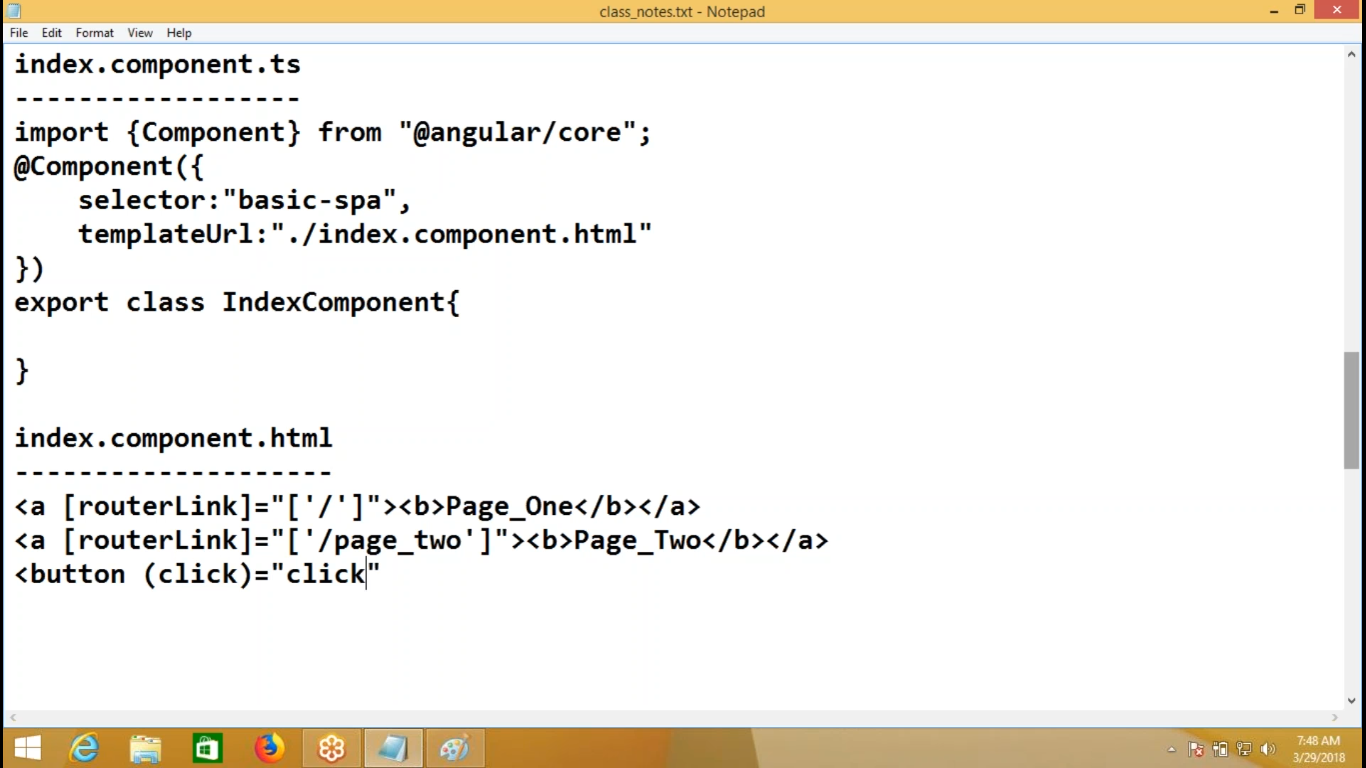 class_notes.txt - Notepad
File Edit Format View Help
index.component.ts
------------------
import {Component} from "@angular/core";
@Component({
    selector:"basic-spa",
    templateUrl:"./index.component.html"
})
export class IndexComponent{
}
index.component.html
--------------------
<a [routerLink]="['/']"><b>Page_One</b></a>
<a [routerLink]="['/page_two']"><b>Page_Two</b></a>
<button (click)="click"
7:48 AM
3/29/2018